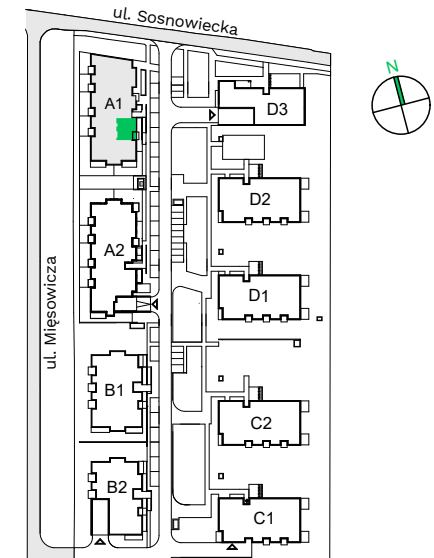 ul. Sosnowiecka
N
A1
D3
D2
A2
ul. Mięsowicza
D1
B1
C2
B2
C1